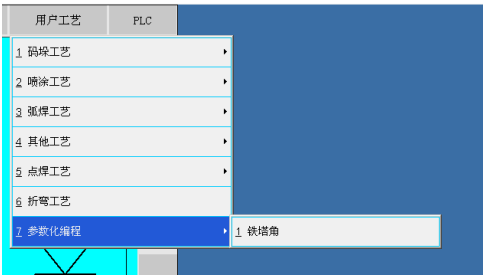 用户工艺 PLC
1 码垛工艺
2 喷涂工艺
3 弧焊工艺
4 其他工艺
5 点焊工艺
6 折弯工艺
7 参数化编程
1 铁塔角